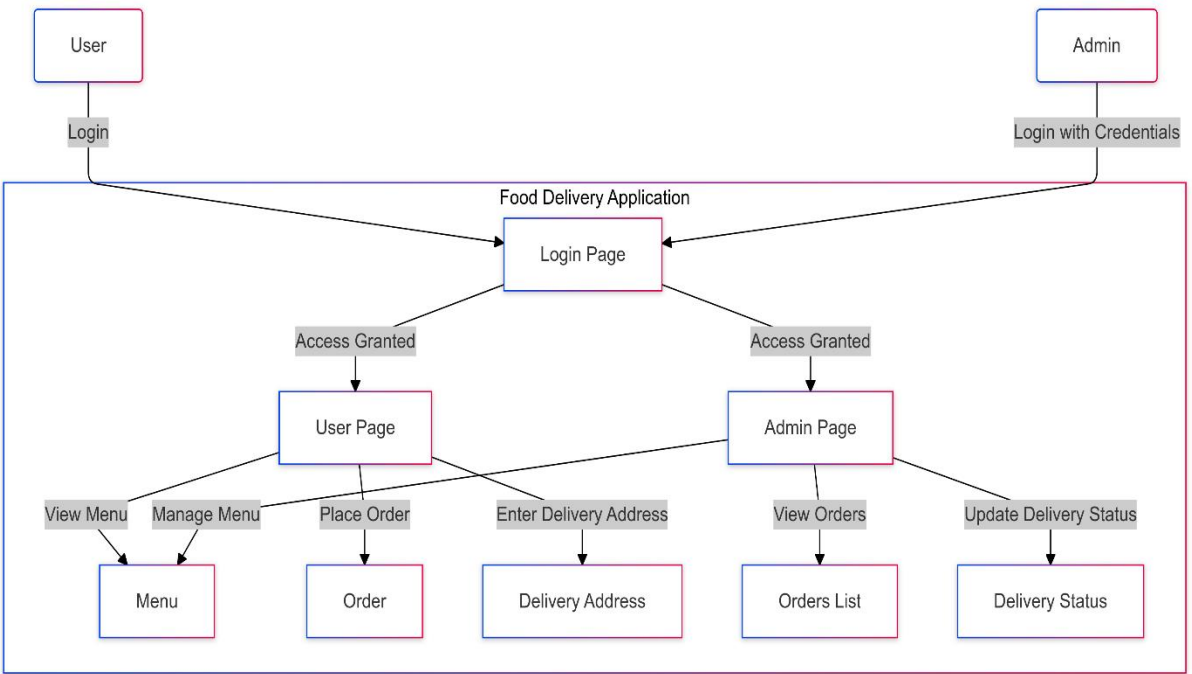 User
Admin
Login
Login with Credentials
Food Delivery Application
Login Page
Access Granted
Access Granted
User Page
Admin Page
View Menu
Manage Menu
Place Order
Enter Delivery Address
View Orders
Update Delivery Status
Menu
Order
Delivery Address
Orders List
Delivery Status